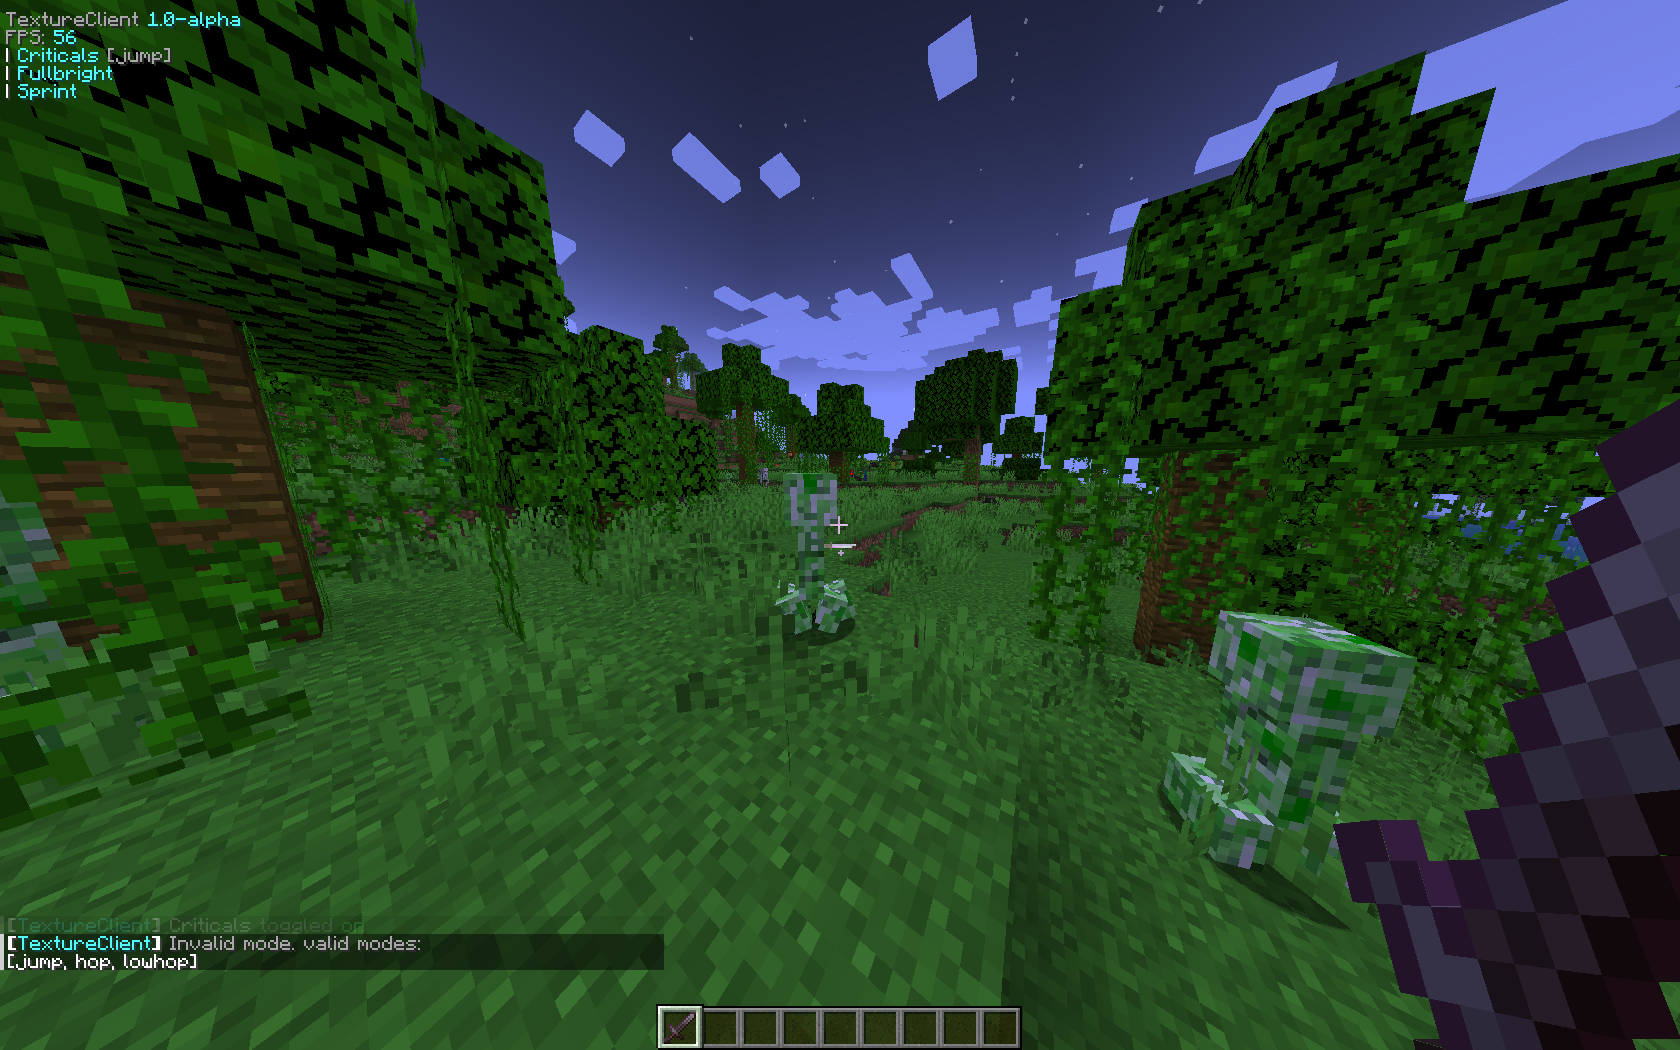 TextureClient 1.0-alpha
FPS: 56
| Criticals [jump]
| Fullbright
| Sprint
[TextureClient] Criticals toggled on
[TextureClient] Invalid mode. valid modes:
[jump, hop, lowhop]